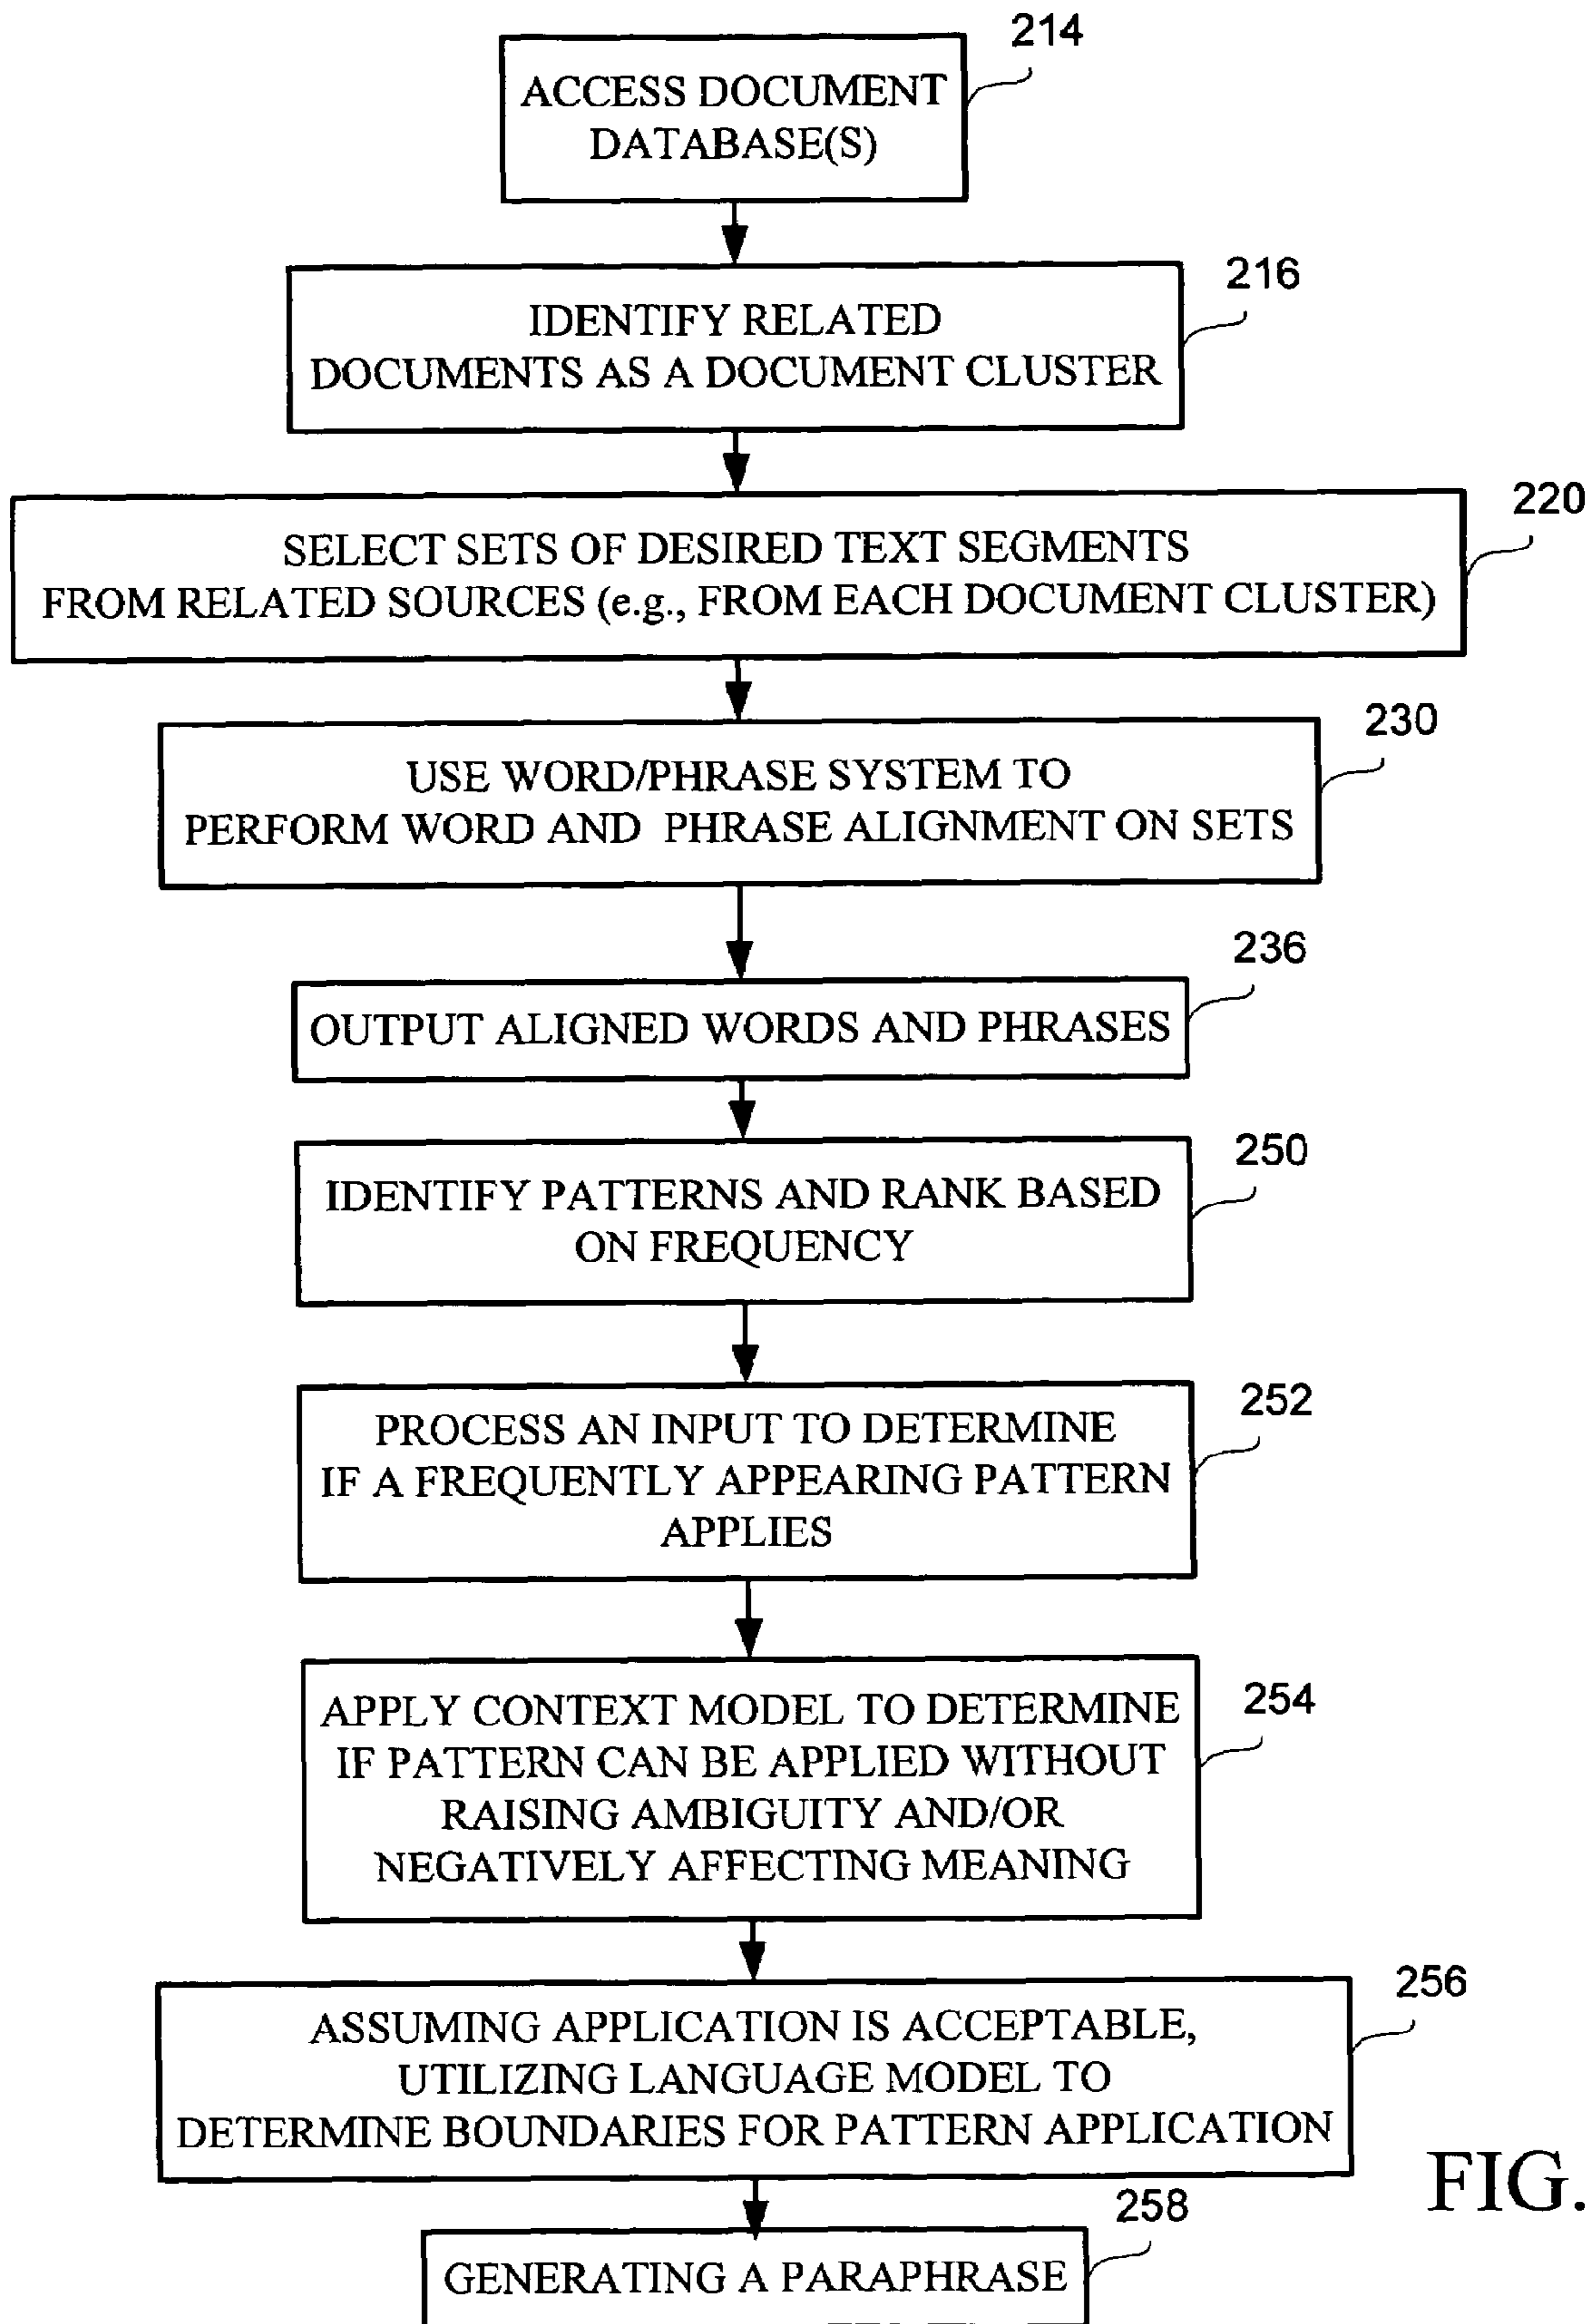 214
ACCESS DOCUMENT
DATABASE(S)
216
IDENTIFY RELATED
DOCUMENTS AS A DOCUMENT CLUSTER
220
SELECT SETS OF DESIRED TEXT SEGMENTS
FROM RELATED SOURCES (e.g., FROM EACH DOCUMENT CLUSTER)
230
USE WORD/PHRASE SYSTEM TO
PERFORM WORD AND PHRASE ALIGNMENT ON SETS
236
OUTPUT ALIGNED WORDS AND PHRASES
250
IDENTIFY PATTERNS AND RANK BASED
ON FREQUENCY
252
PROCESS AN INPUT TO DETERMINE
IF A FREQUENTLY APPEARING PATTERN
APPLIES
254
APPLY CONTEXT MODEL TO DETERMINE
IF PATTERN CAN BE APPLIED WITHOUT
RAISING AMBIGUITY AND/OR
NEGATIVELY AFFECTING MEANING
256
ASSUMING APPLICATION IS ACCEPTABLE,
UTILIZING LANGUAGE MODEL TO
DETERMINE BOUNDARIES FOR PATTERN APPLICATION
FIG.
258
GENERATING A PARAPHRASE